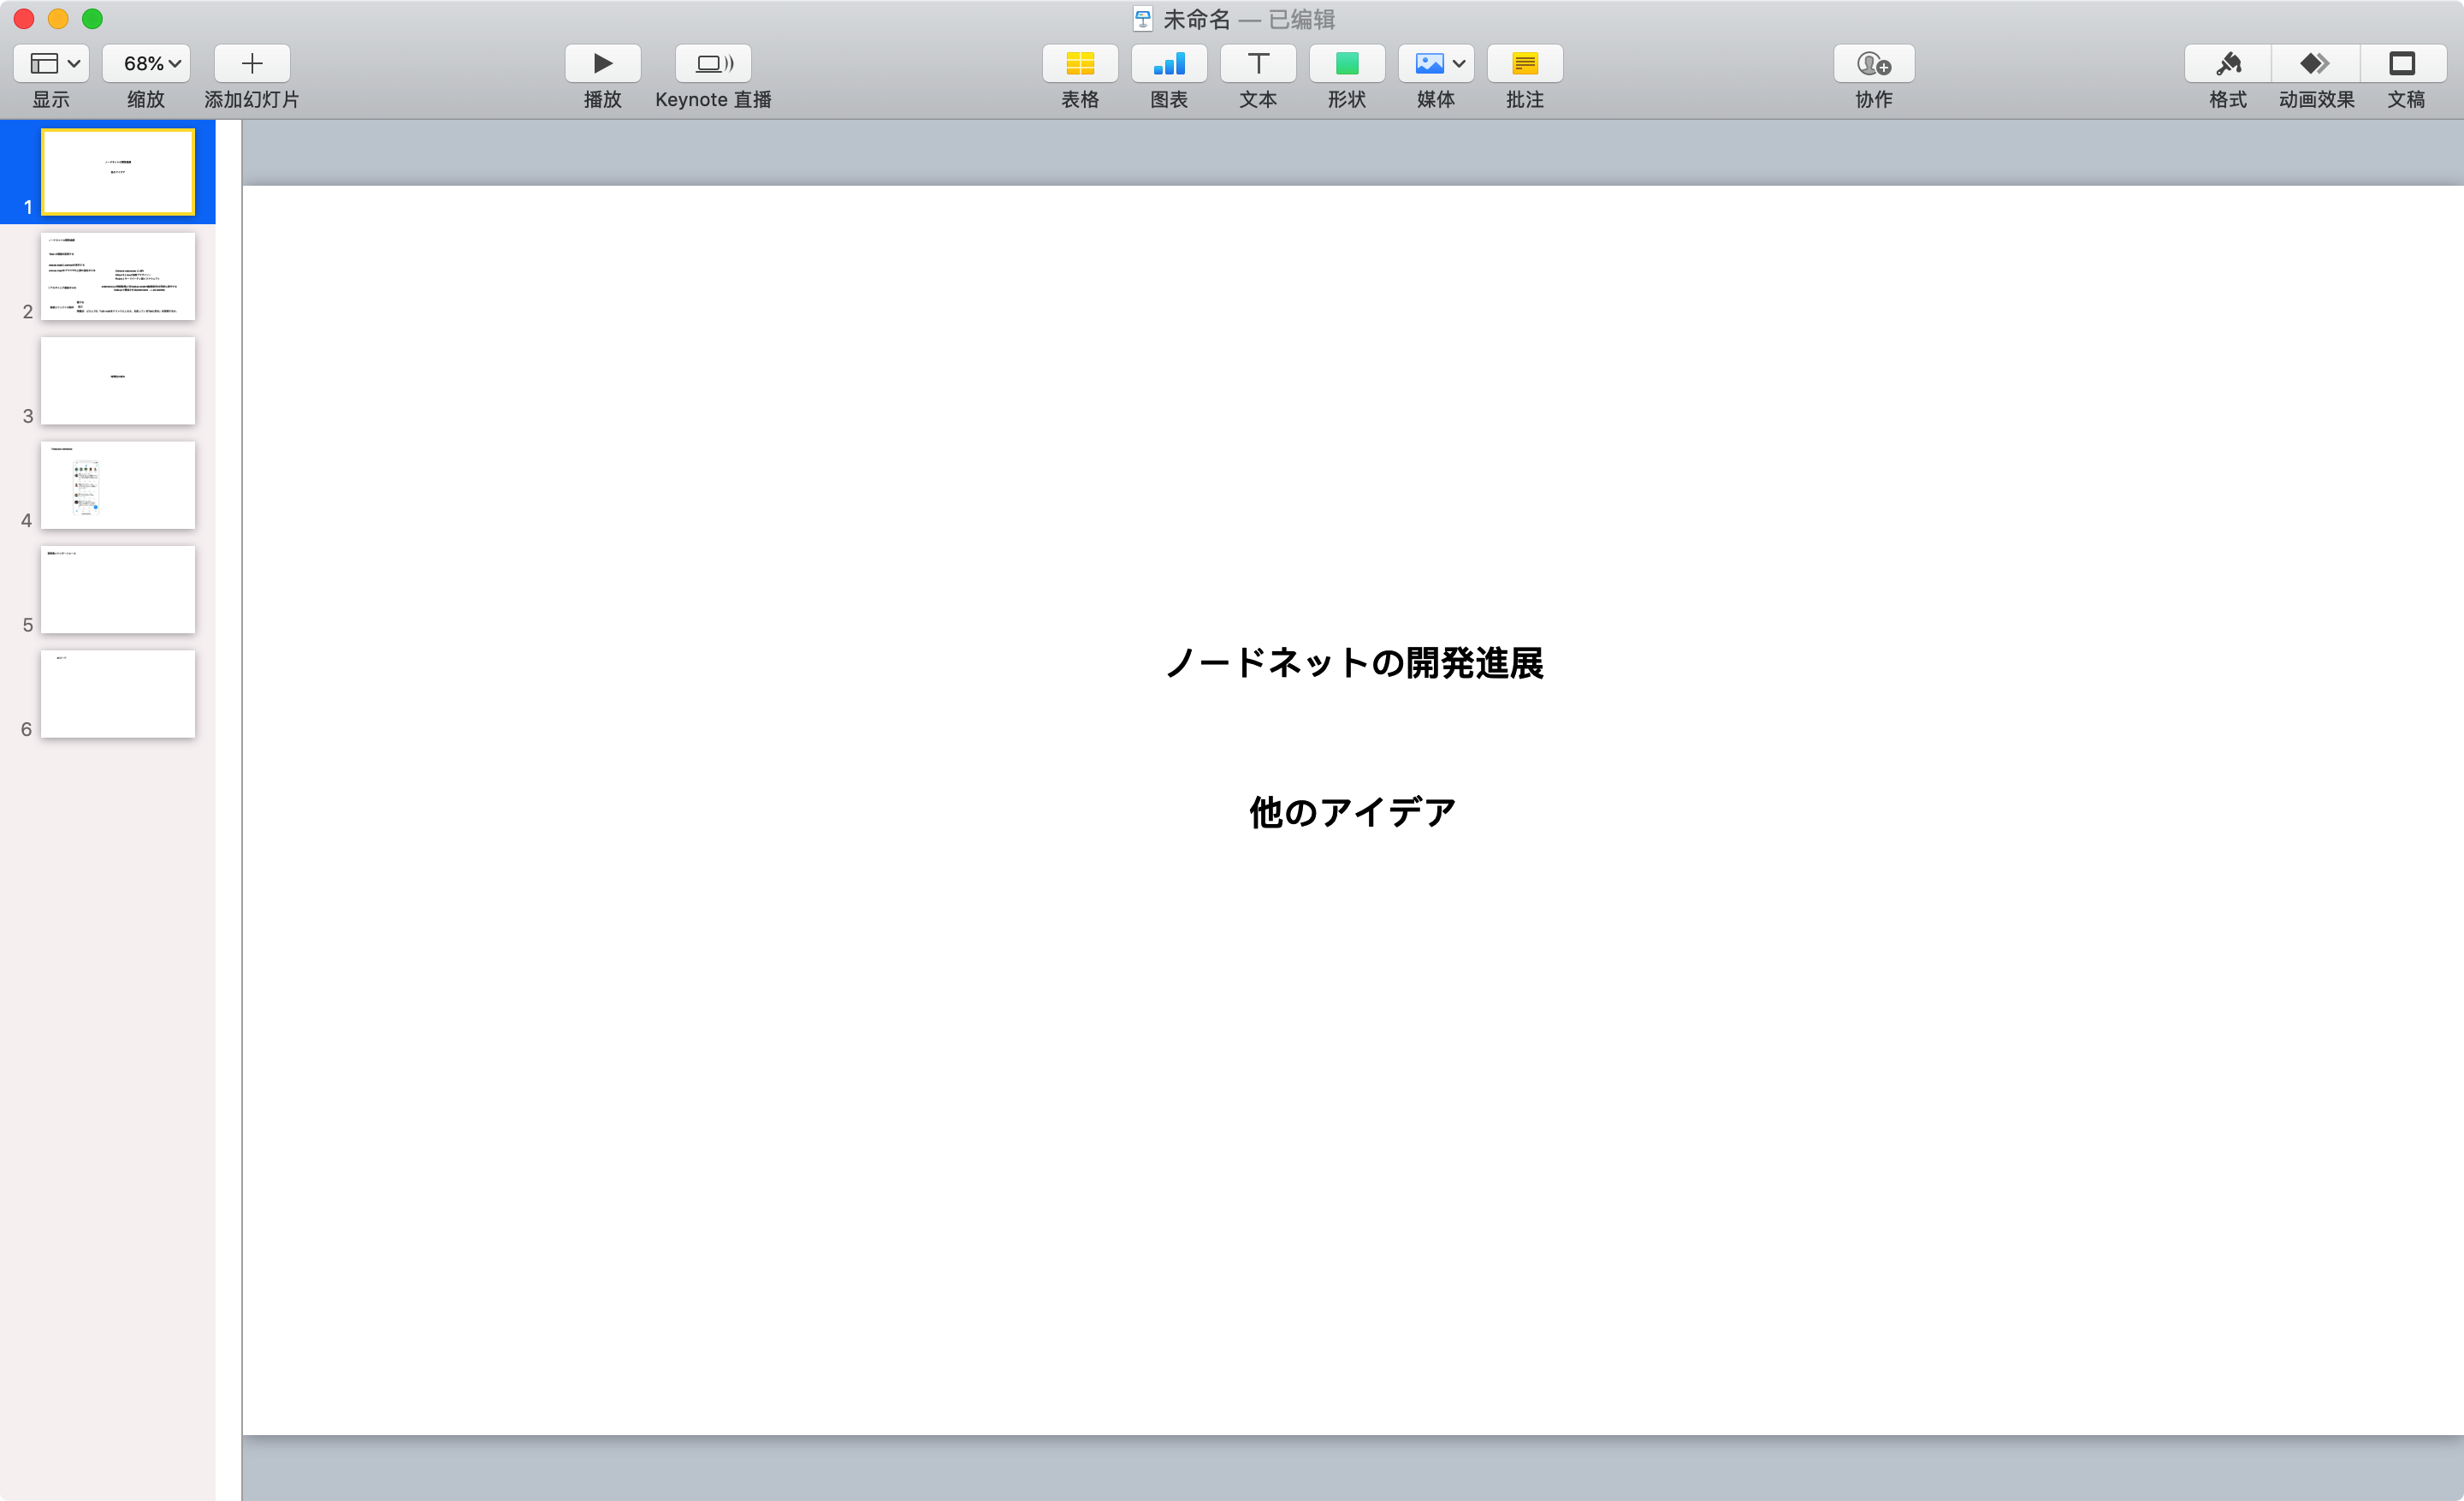 未命名 — 已编辑
68%
显示
缩放
添加幻灯片
播放
Keynote 直播
表格
图表
文本
形状
媒体
批注
协作
格式
动画效果
文稿
1
2
3
4
5
6
ノードネットの開発進展
他のアイデア